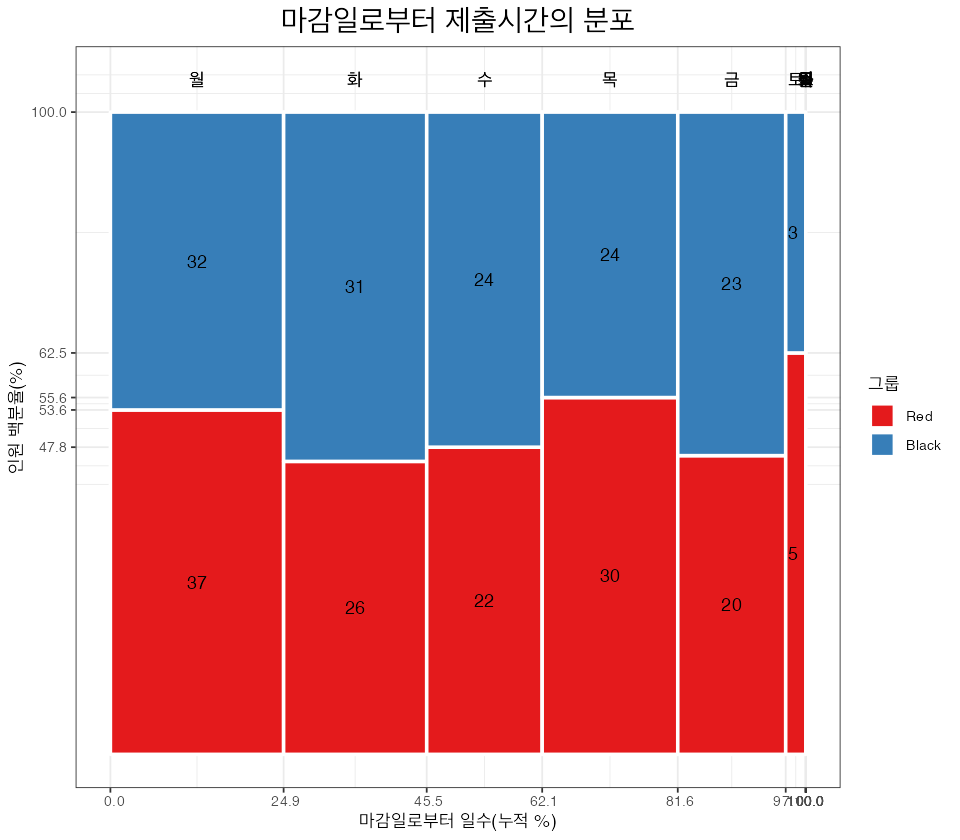 마감일로부터 제출시간의 분포
월 화 수 목 금 토
100.0
62.5
55.6
53.6
47.8
인원 백분율(%)
32 31 24 24 23 3
37 26 22 30 20 5
그룹
Red
Black
0.0 24.9 45.5 62.1 81.6 100.0
마감일로부터 일수(누적 %)